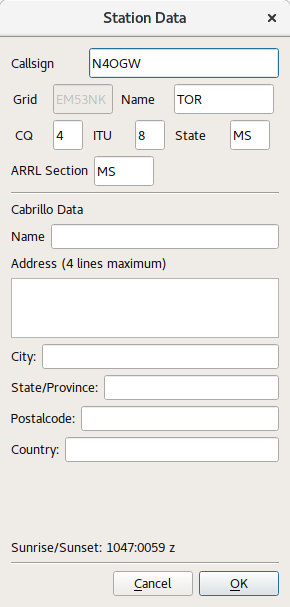 Station Data ×
Callsign N4OGW
Grid EM53NK Name TOR
CQ 4 ITU 8 State MS
ARRL Section MS
Cabrillo Data
Name
Address (4 lines maximum)
City:
State/Province:
Postalcode:
Country:
Sunrise/Sunset: 1047:0059 z
Cancel OK